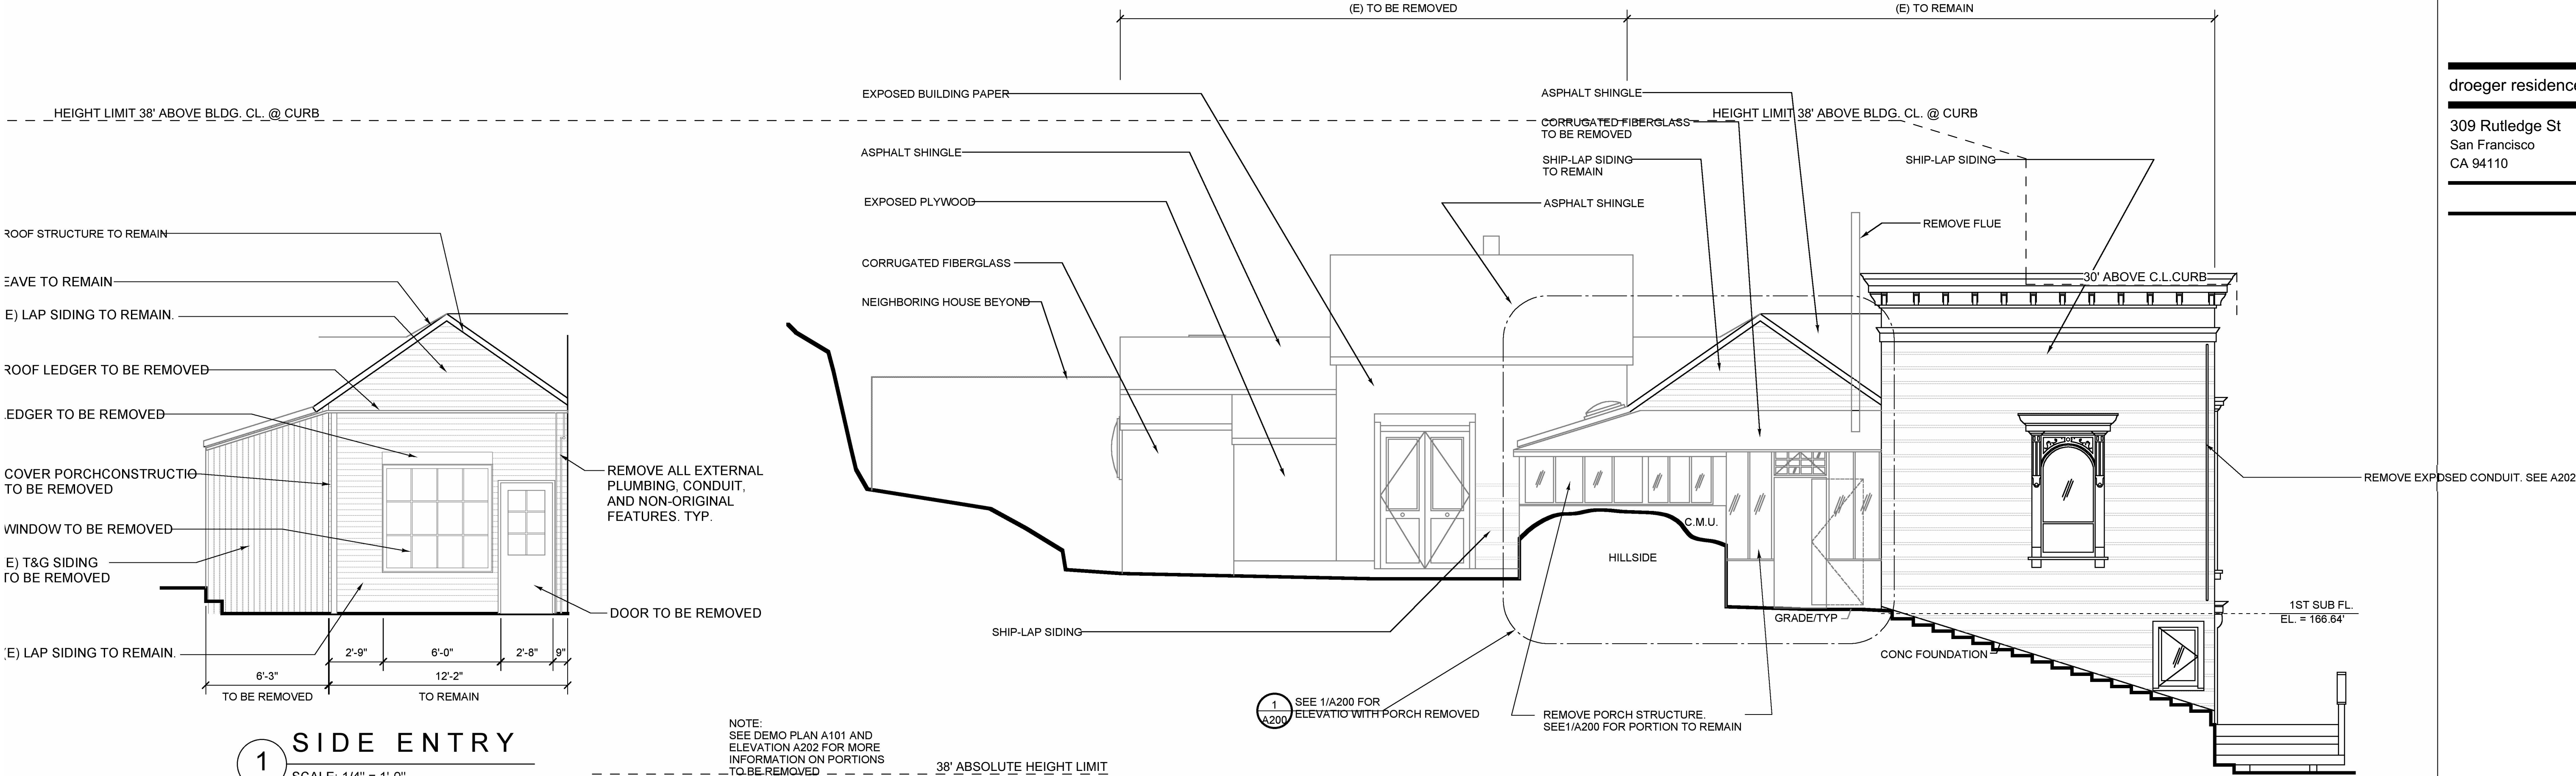 (E) TO BE REMOVED
(E) TO REMAIN
droeger residence
309 Rutledge St
San Francisco
CA 94110
HEIGHT LIMIT 38' ABOVE BLDG. CL. @ CURB
ROOF STRUCTURE TO REMAIN
EAVE TO REMAIN
E) LAP SIDING TO REMAIN.
ROOF LEDGER TO BE REMOVED
LEDGER TO BE REMOVED
COVER PORCHCONSTRUCTIO
TO BE REMOVED
WINDOW TO BE REMOVED
E) T&G SIDING
TO BE REMOVED
(E) LAP SIDING TO REMAIN.
REMOVE ALL EXTERNAL
PLUMBING, CONDUIT,
AND NON-ORIGINAL
FEATURES. TYP.
DOOR TO BE REMOVED
2'-9"
6'-0"
2'-8"
9"
6'-3"
12'-2"
TO BE REMOVED
TO REMAIN
1
SIDE ENTRY
SCALE: 1/4" = 1'-0"
NOTE:
SEE DEMO PLAN A101 AND
ELEVATION A202 FOR MORE
INFORMATION ON PORTIONS
TO BE REMOVED
38' ABSOLUTE HEIGHT LIMIT
EXPOSED BUILDING PAPER
ASPHALT SHINGLE
EXPOSED PLYWOOD
CORRUGATED FIBERGLASS
NEIGHBORING HOUSE BEYOND
SHIP-LAP SIDING
ASPHALT SHINGLE
HEIGHT LIMIT 38' ABOVE BLDG. CL. @ CURB
CORRUGATED FIBERGLASS
TO BE REMOVED
SHIP-LAP SIDING
TO REMAIN
ASPHALT SHINGLE
SHIP-LAP SIDING
REMOVE FLUE
30' ABOVE C.L.CURB
REMOVE EXPOSED CONDUIT. SEE A202
C.M.U.
HILLSIDE
GRADE/TYP
CONC FOUNDATION
1ST SUB FL.
EL. = 166.64'
1
A200
SEE 1/A200 FOR
ELEVATIO WITH PORCH REMOVED
REMOVE PORCH STRUCTURE.
SEE1/A200 FOR PORTION TO REMAIN